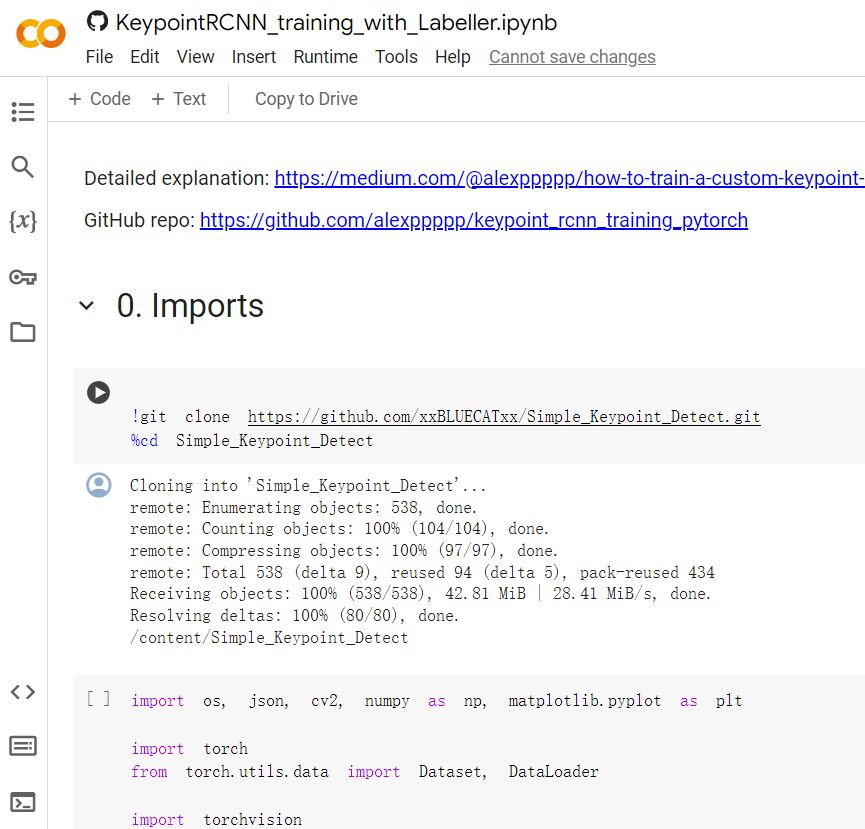 KeypointRCNN_training_with_Labeller.ipynb
File Edit View Insert Runtime Tools Help Cannot save changes
+ Code + Text Copy to Drive
Detailed explanation: https://medium.com/@alexppppp/how-to-train-a-custom-keypoint-
GitHub repo: https://github.com/alexppppp/keypoint_rcnn_training_pytorch
0. Imports
!git clone https://github.com/xxBLUECATxx/Simple_Keypoint_Detect.git
%cd Simple_Keypoint_Detect
Cloning into 'Simple_Keypoint_Detect'...
remote: Enumerating objects: 538, done.
remote: Counting objects: 100% (104/104), done.
remote: Compressing objects: 100% (97/97), done.
remote: Total 538 (delta 9), reused 94 (delta 5), pack-reused 434
Receiving objects: 100% (538/538), 42.81 MiB | 28.41 MiB/s, done.
Resolving deltas: 100% (80/80), done.
/content/Simple_Keypoint_Detect
[ ] import os, json, cv2, numpy as np, matplotlib.pyplot as plt
import torch
from torch.utils.data import Dataset, DataLoader
import torchvision